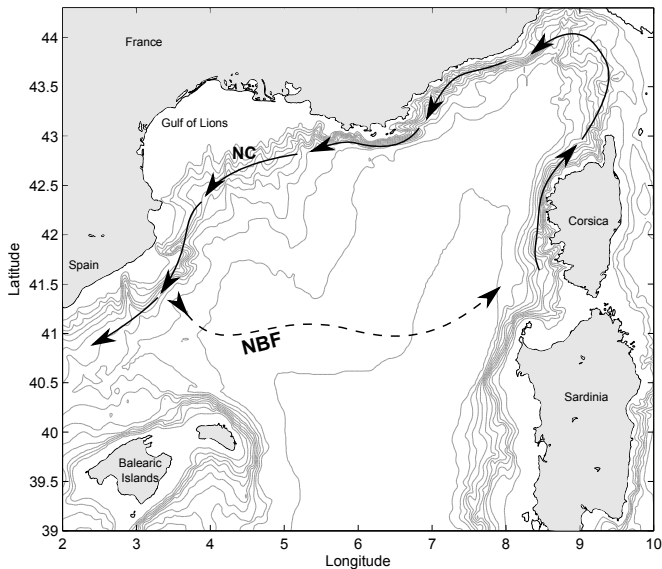 44
43.5
43
42.5
42
41.5
41
40.5
40
39.5
39
Latitude
France
Gulf of Lions
NC
Spain
Corsica
NBF
Sardinia
Balearic
Islands
2 3 4 5 6 7 8 9 10
Longitude